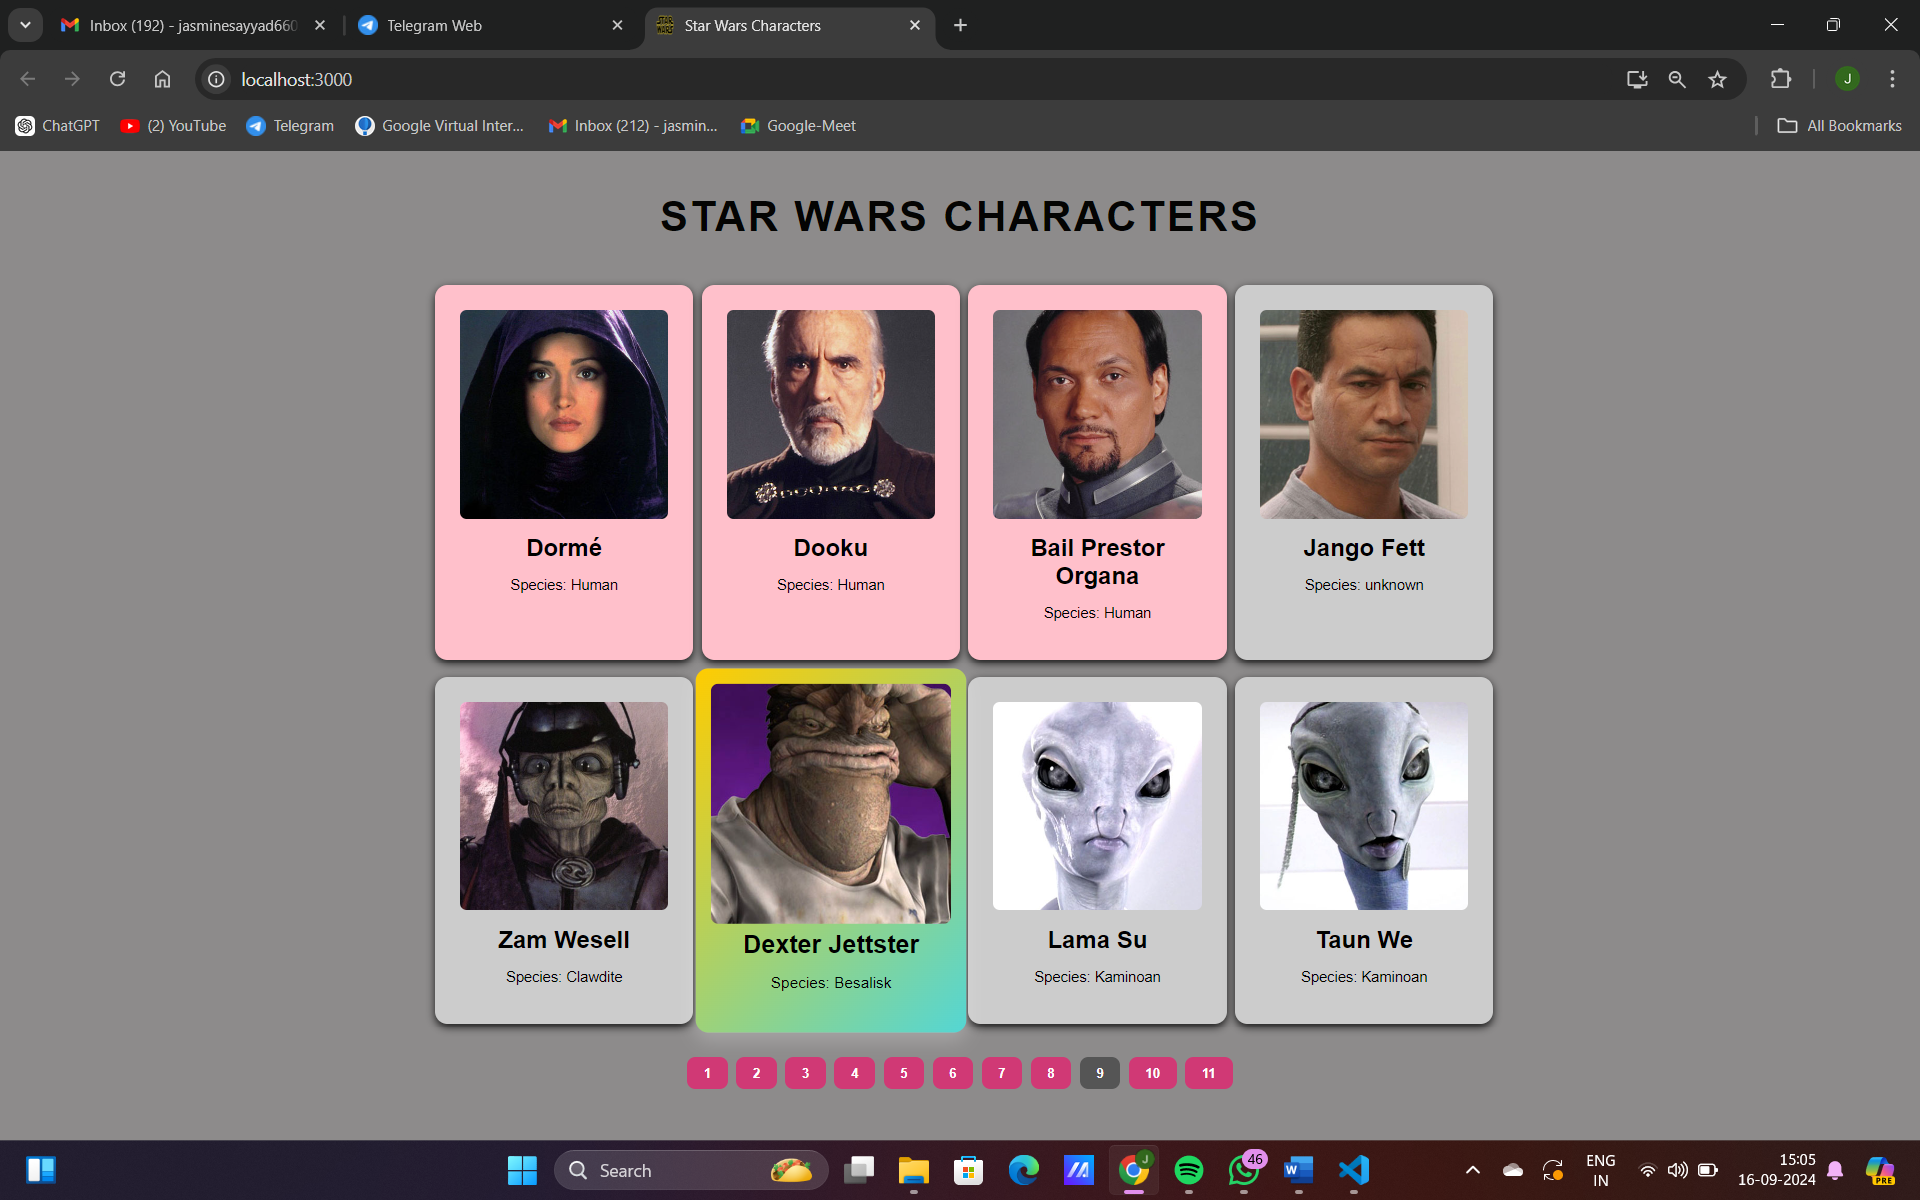 Inbox (192) - jasminesayyad660
Telegram Web
Star Wars Characters
localhost:3000
J
ChatGPT
(2) YouTube
Telegram
Google Virtual Inter...
Inbox (212) - jasmin...
Google-Meet
All Bookmarks
STAR WARS CHARACTERS
Dormé
Species: Human
Dooku
Species: Human
Bail Prestor
Organa
Species: Human
Jango Fett
Species: unknown
Zam Wesell
Species: Clawdite
Dexter Jettster
Species: Besalisk
Lama Su
Species: Kaminoan
Taun We
Species: Kaminoan
1 2 3 4 5 6 7 8 9 10 11
Search
J
46
W
ENG
IN
15:05
16-09-2024
PRE